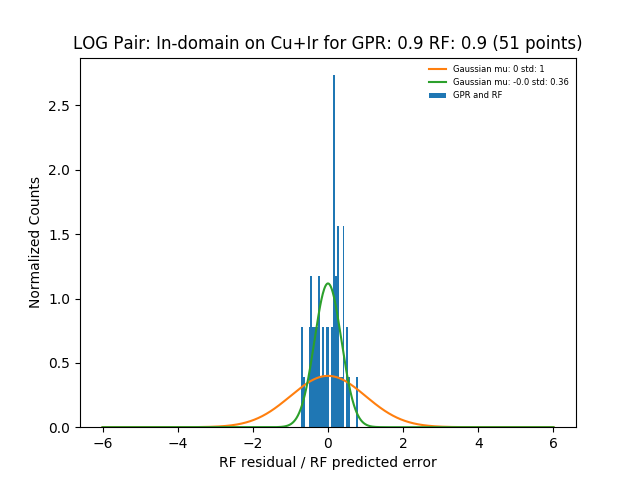 LOG Pair: In-domain on Cu+Ir for GPR: 0.9 RF: 0.9 (51 points)
Gaussian mu: 0 std: 1
Gaussian mu: -0.0 std: 0.36
GPR and RF
Normalized Counts
2.5
2.0
1.5
1.0
0.5
0.0
−6
−4
−2
0
2
4
6
RF residual / RF predicted error